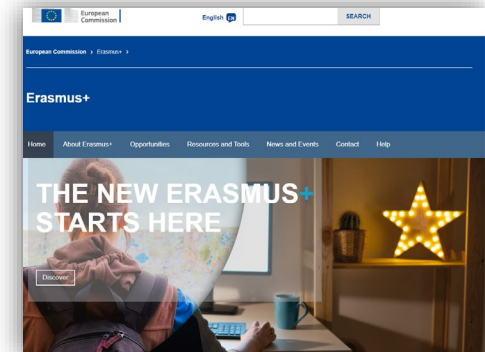 European
Commission
English EN
SEARCH
European Commission > Erasmus+ >
Erasmus+
Home About Erasmus+ Opportunities Resources and Tools News and Events Contact Help
THE NEW ERASMUS+
STARTS HERE
Discover